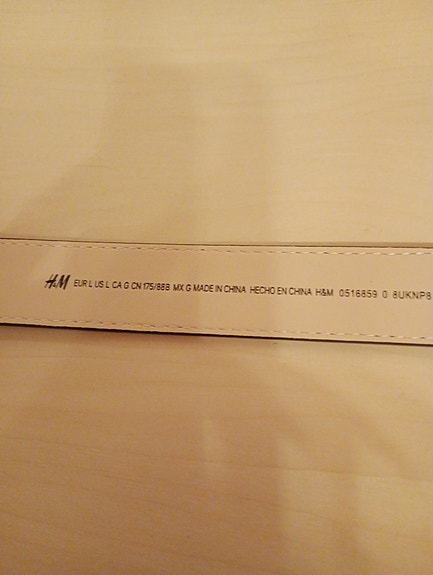 H&M EUR L US L CA G CN 175/88B MX G MADE IN CHINA HECHO EN CHINA H&M 0516859 0 8UKNP8